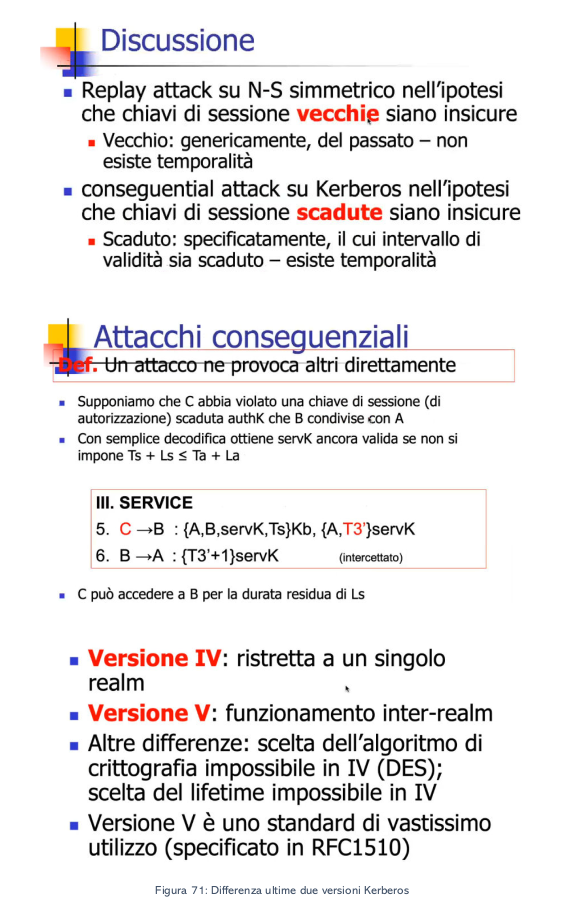 Discussione
Replay attack su N-S simmetrico nell'ipotesi
che chiavi di sessione vecchie siano insicure
Vecchio: genericamente, del passato – non
esiste temporalità
conseguential attack su Kerberos nell'ipotesi
che chiavi di sessione scadute siano insicure
Scaduto: specificatamente, il cui intervallo di
validità sia scaduto – esiste temporalità
Attacchi conseguenziali
Def. Un attacco ne provoca altri direttamente
Supponiamo che C abbia violato una chiave di sessione (di
autorizzazione) scaduta authK che B condivise con A
Con semplice decodifica ottiene servK ancora valida se non si
impone Ts + Ls ≤ Ta + La
III. SERVICE
5. C →B : {A,B,servK,Ts}Kb, {A,T3'}servK
6. B →A : {T3'+1}servK (intercettato)
C può accedere a B per la durata residua di Ls
Versione IV: ristretta a un singolo
realm
Versione V: funzionamento inter-realm
Altre differenze: scelta dell'algoritmo di
crittografia impossibile in IV (DES);
scelta del lifetime impossibile in IV
Versione V è uno standard di vastissimo
utilizzo (specificato in RFC1510)
Figura 71: Differenza ultime due versioni Kerberos